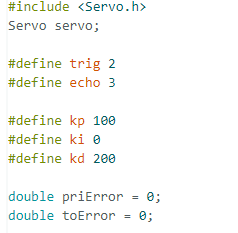 #include <Servo.h>
Servo servo;
#define trig 2
#define echo 3
#define kp 100
#define ki 0
#define kd 200
double priError = 0;
double toError = 0;